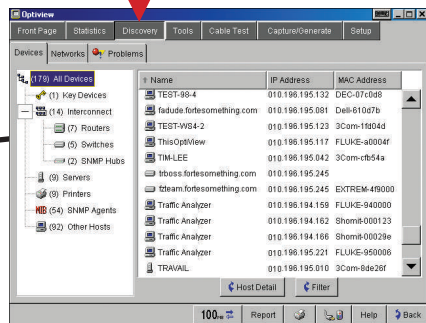 Optiview
Front Page Statistics Discovery Tools Cable Test Capture/Generate Setup
Devices Networks Problems
(179) All Devices
(1) Key Devices
(14) Interconnect
(7) Routers
(5) Switches
(2) SNMP Hubs
(9) Servers
(9) Printers
MIB (54) SNMP Agents
(92) Other Hosts
Name IP Address MAC Address
TEST-98-4 010.196.195.132 DEC-07c0d8
fadude.fortesomething.com 010.196.195.081 Dell-610d7b
TEST-WS4-2 010.196.195.123 3Com-1fd04d
ThisOptiView 010.196.195.117 FLUKE-a0004f
TIM-LEE 010.196.195.042 3Com-cfb54a
trboss.fortesomething.com 010.196.195.245
fzteam.fortesomething.com 010.196.195.245 EXTREM-4f9000
Traffic Analyzer 010.196.194.159 FLUKE-940000
Traffic Analyzer 010.196.194.162 Shomit-000123
Traffic Analyzer 010.196.194.166 Shomit-00029e
Traffic Analyzer 010.196.195.221 FLUKE-950006
TRAVAIL 010.196.195.010 3Com-8de26f
Host Detail Filter
100 Report Help Back